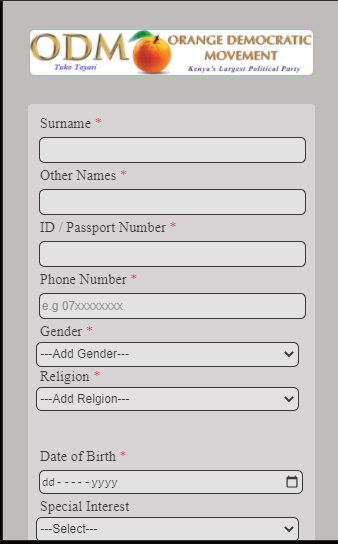 ODM ORANGE DEMOCRATIC
MOVEMENT
Tuko Tayari Kenya's Largest Political Party
Surname *
Other Names *
ID / Passport Number *
Phone Number *
e.g 07xxxxxxxx
Gender *
---Add Gender---
Religion *
---Add Relgion---
Date of Birth *
dd-----yyyy
Special Interest
---Select---